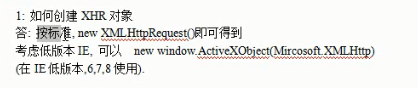 1: 如何创建 XHR 对象
答: 按标准, new XMLHttpRequest()即可得到
考虑低版本 IE, 可以 new window.ActiveXObject(Mircosoft.XMLHttp)
(在 IE 低版本,6,7,8 使用).